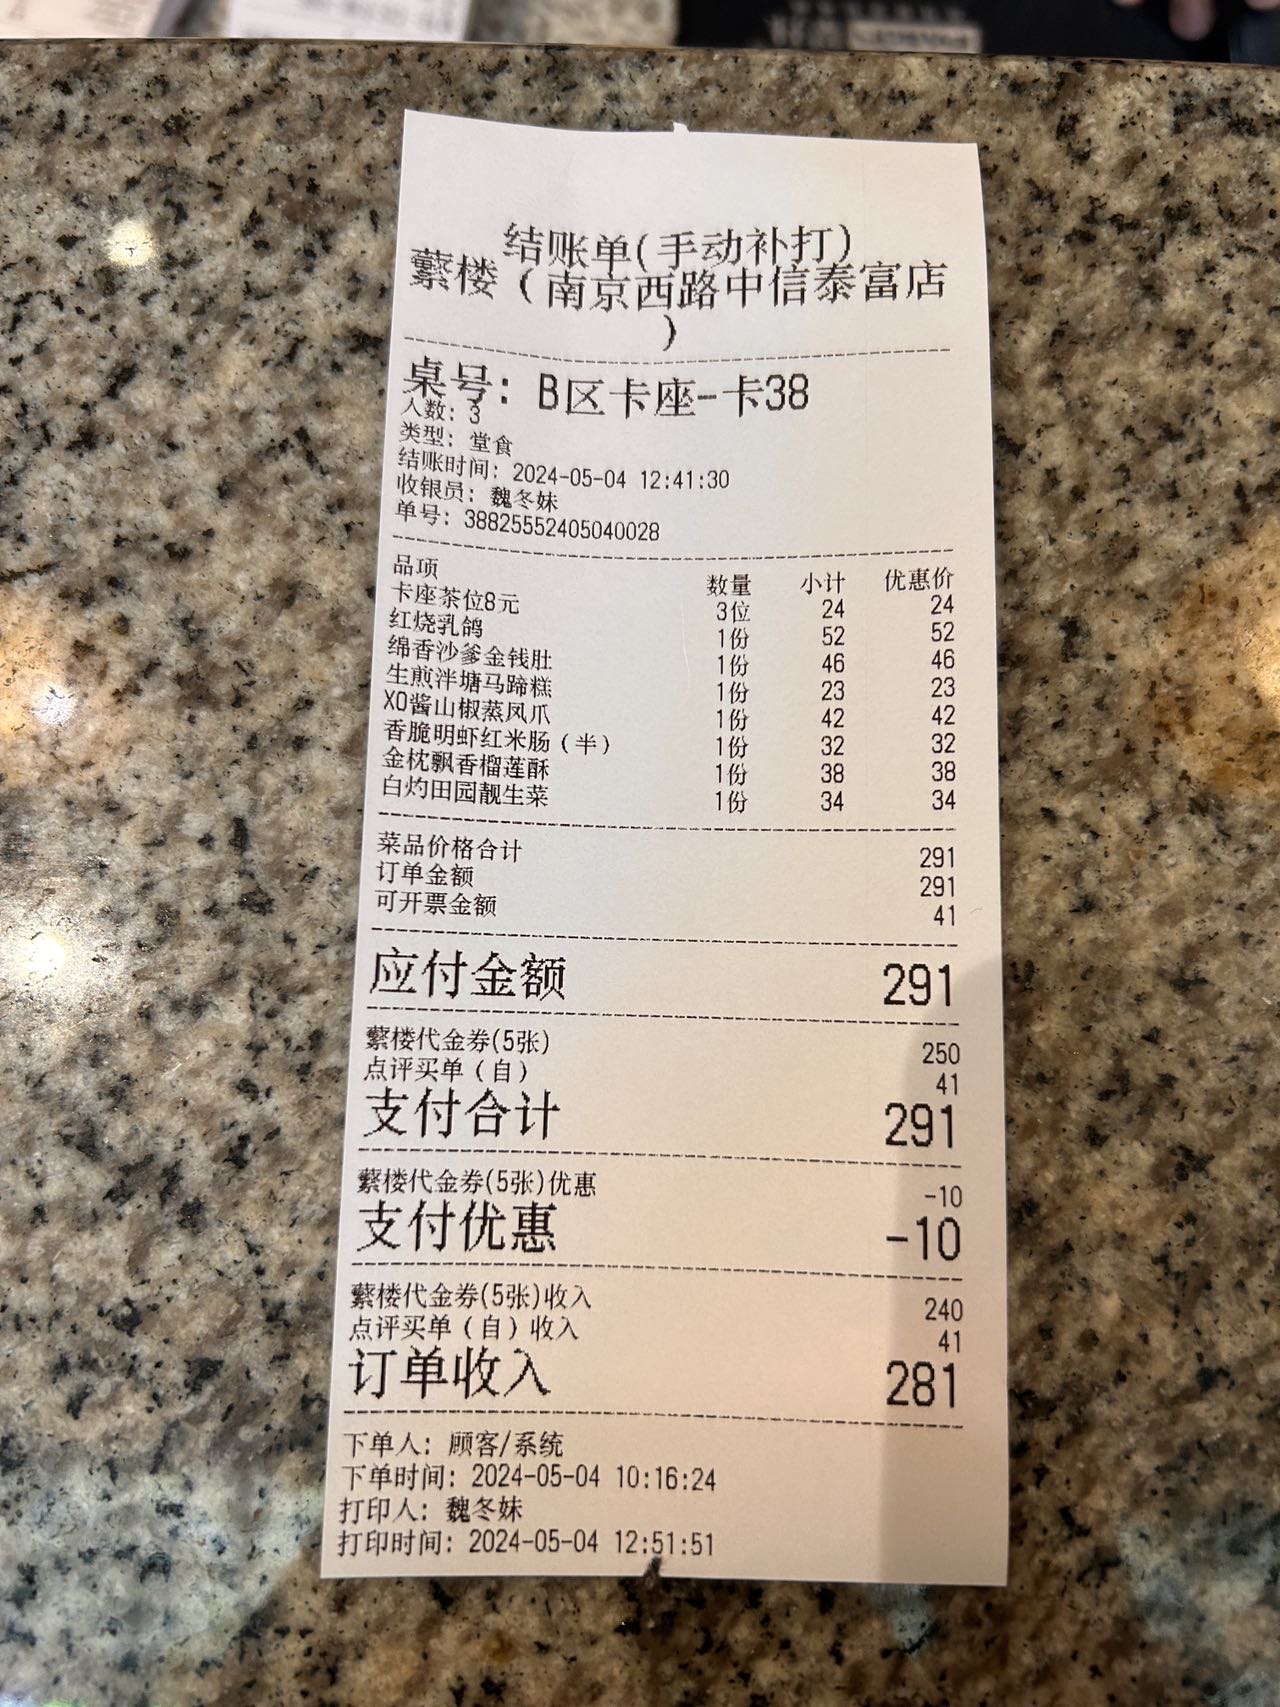 结账单(手动补打)
蘩楼（南京西路中信泰富店
）
桌号: B区卡座-卡38
人数: 3
类型: 堂食
结账时间: 2024-05-04 12:41:30
收银员: 魏冬妹
单号: 38825552405040028
品项 数量 小计 优惠价
卡座茶位8元 3位 24 24
红烧乳鸽 1份 52 52
绵香沙爹金钱肚 1份 46 46
生煎泮塘马蹄糕 1份 23 23
XO酱山椒蒸凤爪 1份 42 42
香脆明虾红米肠（半） 1份 32 32
金枕飘香榴莲酥 1份 38 38
白灼田园靓生菜 1份 34 34
菜品价格合计 291
订单金额 291
可开票金额 41
应付金额 291
蘩楼代金券(5张) 250
点评买单（自） 41
支付合计 291
蘩楼代金券(5张)优惠 -10
支付优惠 -10
蘩楼代金券(5张)收入 240
点评买单（自）收入 41
订单收入 281
下单人: 顾客/系统
下单时间: 2024-05-04 10:16:24
打印人: 魏冬妹
打印时间: 2024-05-04 12:51:51